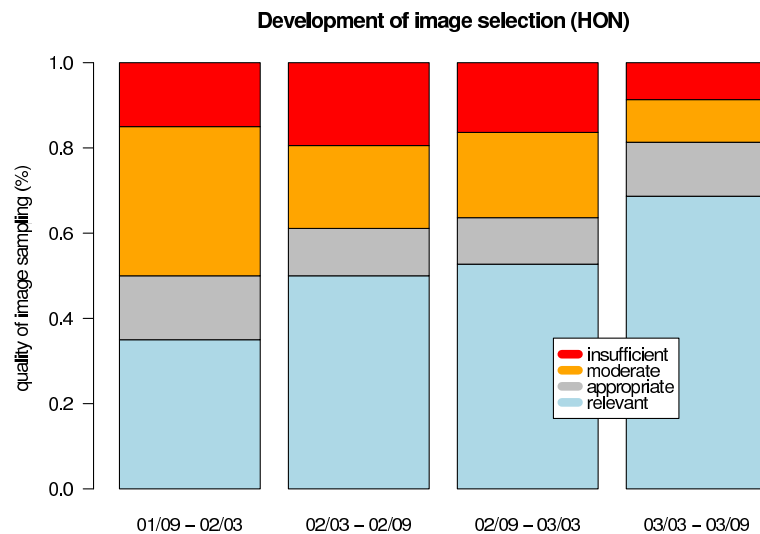 Development of image selection (HON)
quality of image sampling (%)
1.0
0.8
0.6
0.4
0.2
0.0
insufficient
moderate
appropriate
relevant
01/09 – 02/03
02/03 – 02/09
02/09 – 03/03
03/03 – 03/09